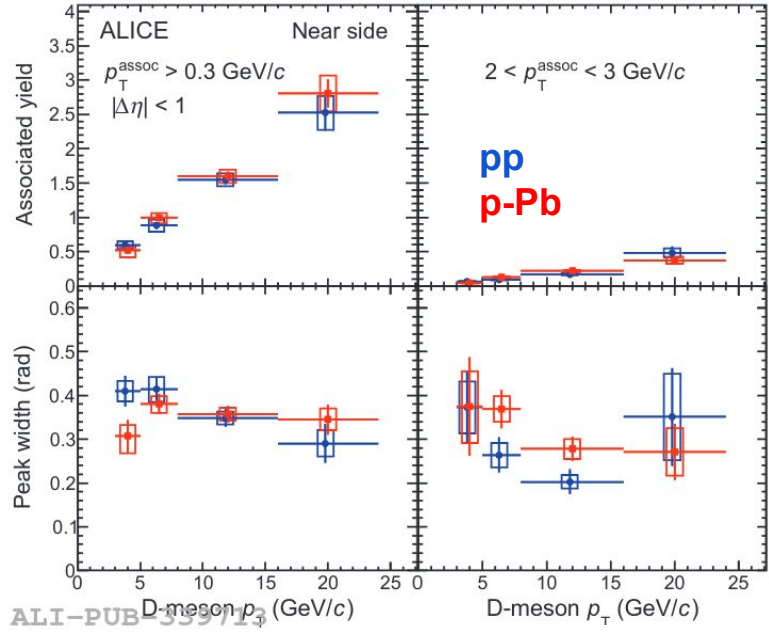 4
3.5
3
2.5
2
1.5
1
0.5
0
Associated yield
ALICE
Near side
p_T^assoc > 0.3 GeV/c
|Δη| < 1
2 < p_T^assoc < 3 GeV/c
pp
p-Pb
0.6
0.5
0.4
0.3
0.2
0.1
0
Peak width (rad)
0 5 10 15 20 25
0 5 10 15 20 25
D-meson p_T (GeV/c)
D-meson p_T (GeV/c)
ALI-PUB-339713